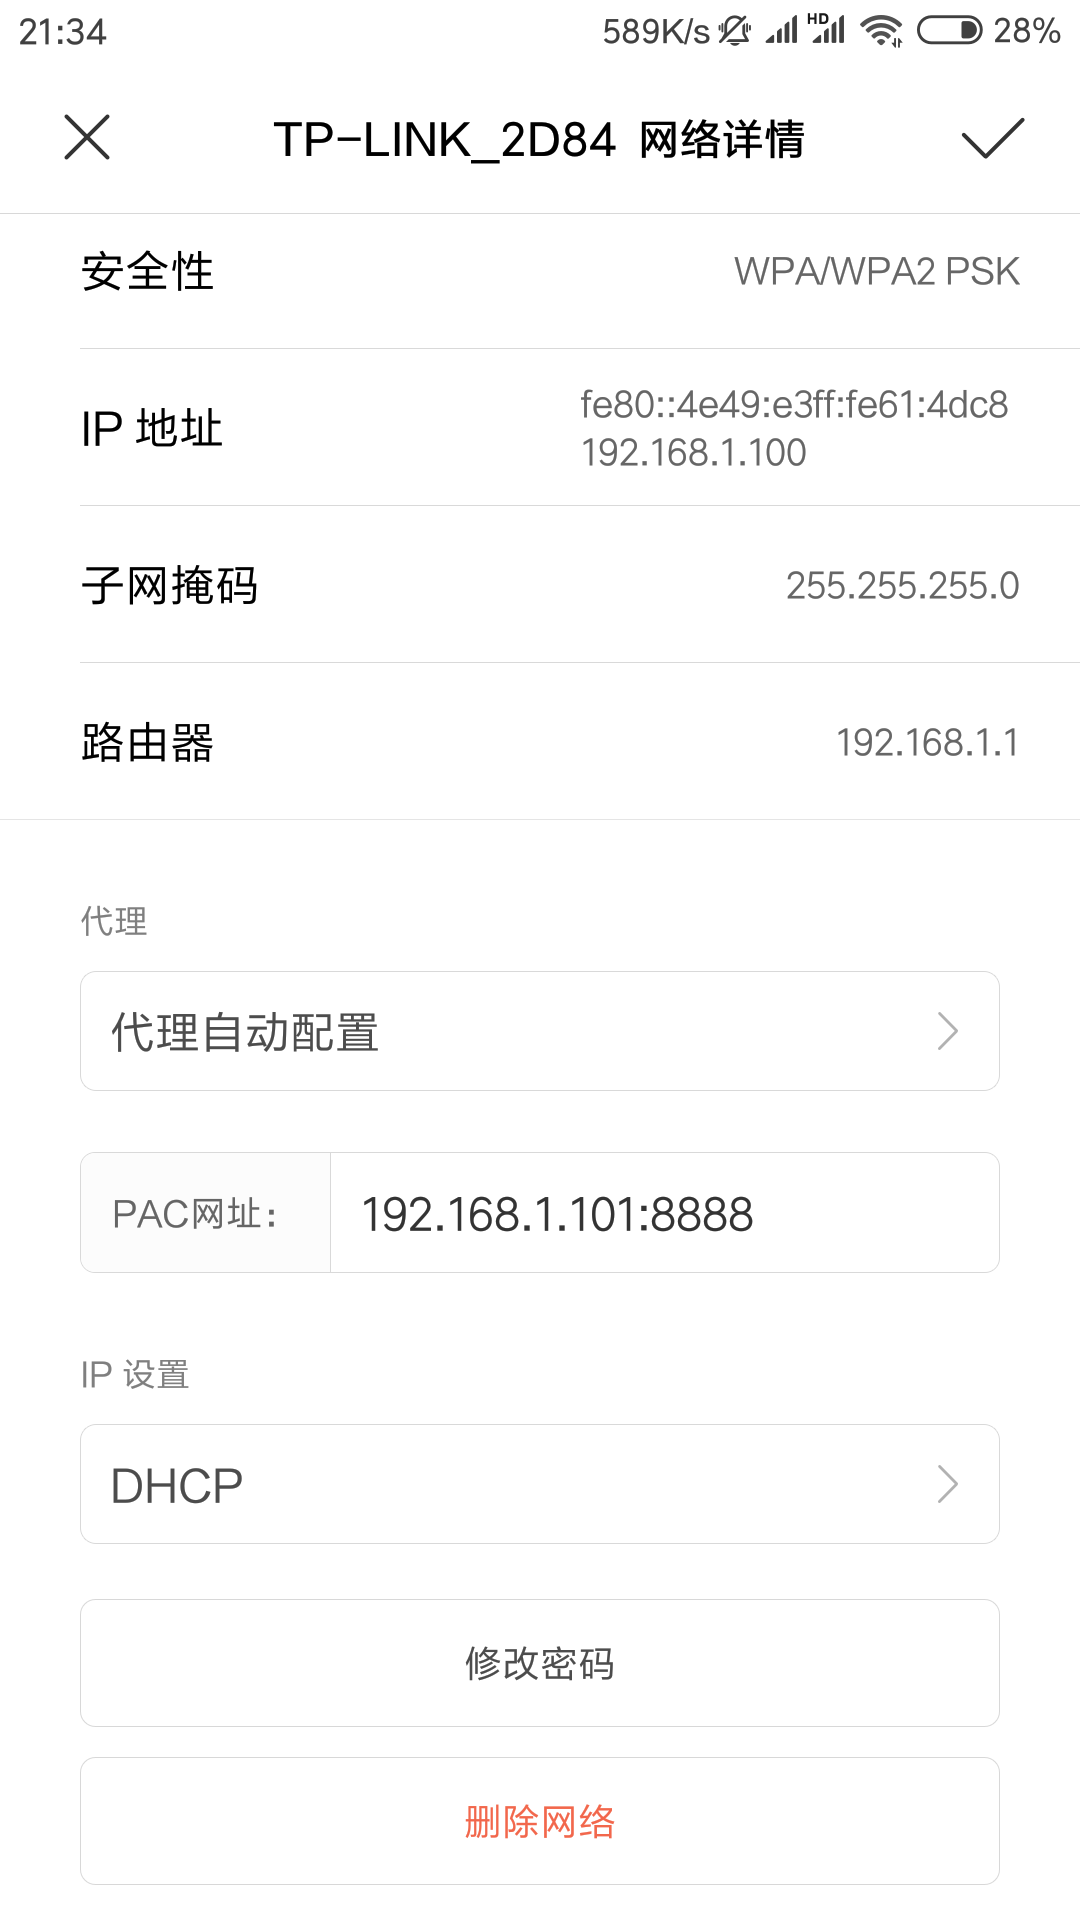 21:34 589K/s HD 28%
TP-LINK_2D84 网络详情
安全性 WPA/WPA2 PSK
IP 地址 fe80::4e49:e3ff:fe61:4dc8
192.168.1.100
子网掩码 255.255.255.0
路由器 192.168.1.1
代理
代理自动配置
PAC网址： 192.168.1.101:8888
IP 设置
DHCP
修改密码
删除网络